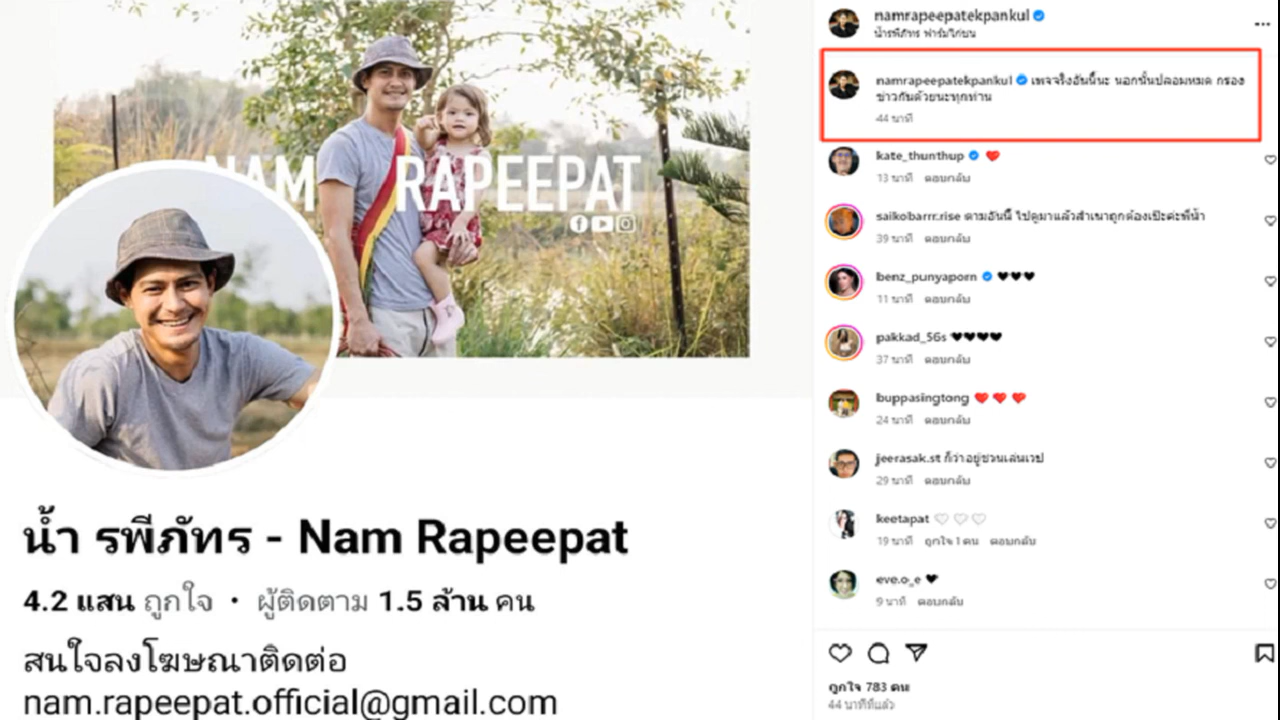 NAM RAPEEPAT
น้ำ รพีภัทร - Nam Rapeepat
4.2 แสน ถูกใจ · ผู้ติดตาม 1.5 ล้าน คน
สนใจลงโฆษณาติดต่อ
nam.rapeepat.official@gmail.com
namrapeepatekpankul
น้ำรพีภัทร ฟาร์มไก่ชน
namrapeepatekpankul เพจจริงอันนี้นะ นอกนั้นปลอมหมด กรอง
ข่าวกันด้วยนะทุกท่าน
44 นาที
kate_thunthup ❤️
13 นาที ตอบกลับ
saikobarrr.rise ตามอันนี้ ไปดูมาแล้วสำเนาถูกต้องเป๊ะค่ะพี่น้ำ
39 นาที ตอบกลับ
benz_punyaporn 🖤🖤🖤
11 นาที ตอบกลับ
pakkad_56s 🖤🖤🖤🖤
37 นาที ตอบกลับ
buppasingtong ❤️ ❤️ ❤️
24 นาที ตอบกลับ
jeerasak.st ก็ว่าอยู่ชวนเล่นเวป
29 นาที ตอบกลับ
keetapat 🤍 🤍 🤍
19 นาที ถูกใจ 1 คน ตอบกลับ
eve.o_e 🖤
9 นาที ตอบกลับ
ถูกใจ 783 คน
44 นาทีที่แล้ว